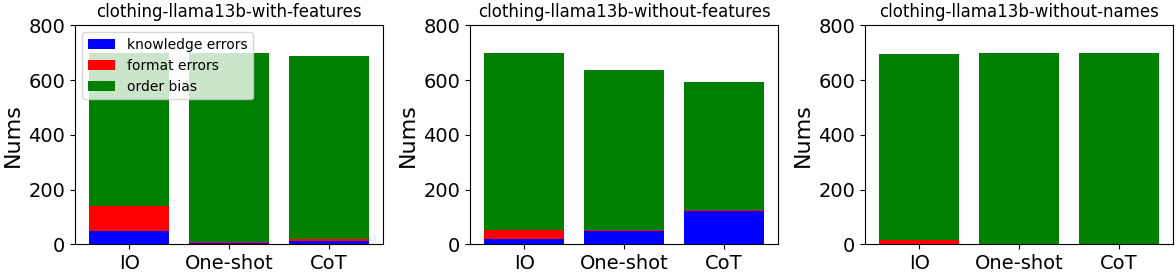 clothing-llama13b-with-features
800
600
400
200
0
Nums
knowledge errors
format errors
order bias
IO One-shot CoT
clothing-llama13b-without-features
800
600
400
200
0
Nums
IO One-shot CoT
clothing-llama13b-without-names
800
600
400
200
0
Nums
IO One-shot CoT